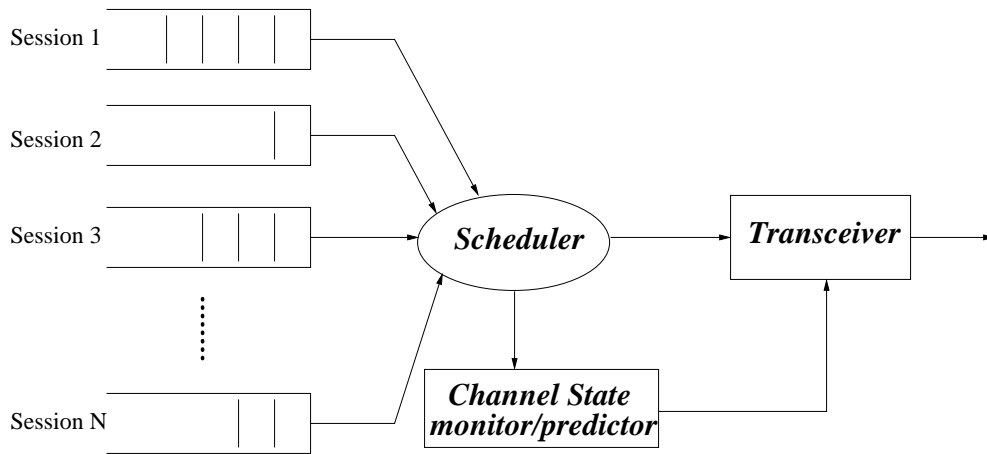 Session 1
Session 2
Session 3
Session N
Scheduler
Transceiver
Channel State
monitor/predictor